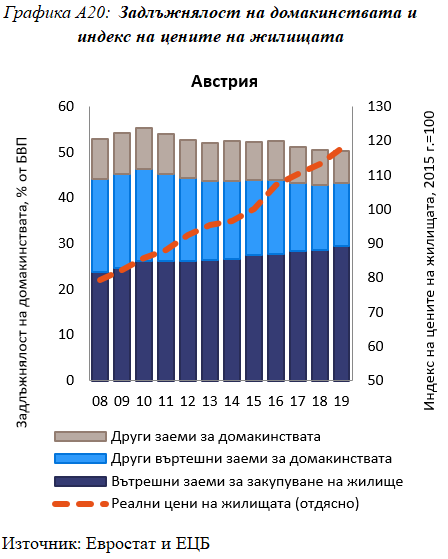 Графика А20: Задлъжнялост на домакинствата и
индекс на цените на жилищата
Австрия
Задлъжнялост на домакинствата, % от БВП
60
50
40
30
20
10
0
Индекс на цените на жилищата, 2015 г.=100
130
120
110
100
90
80
70
60
50
08 09 10 11 12 13 14 15 16 17 18 19
Други заеми за домакинствата
Други въртешни заеми за домакинствата
Вътрешни заеми за закупуване на жилище
Реални цени на жилищата (отдясно)
Източник: Евростат и ЕЦБ